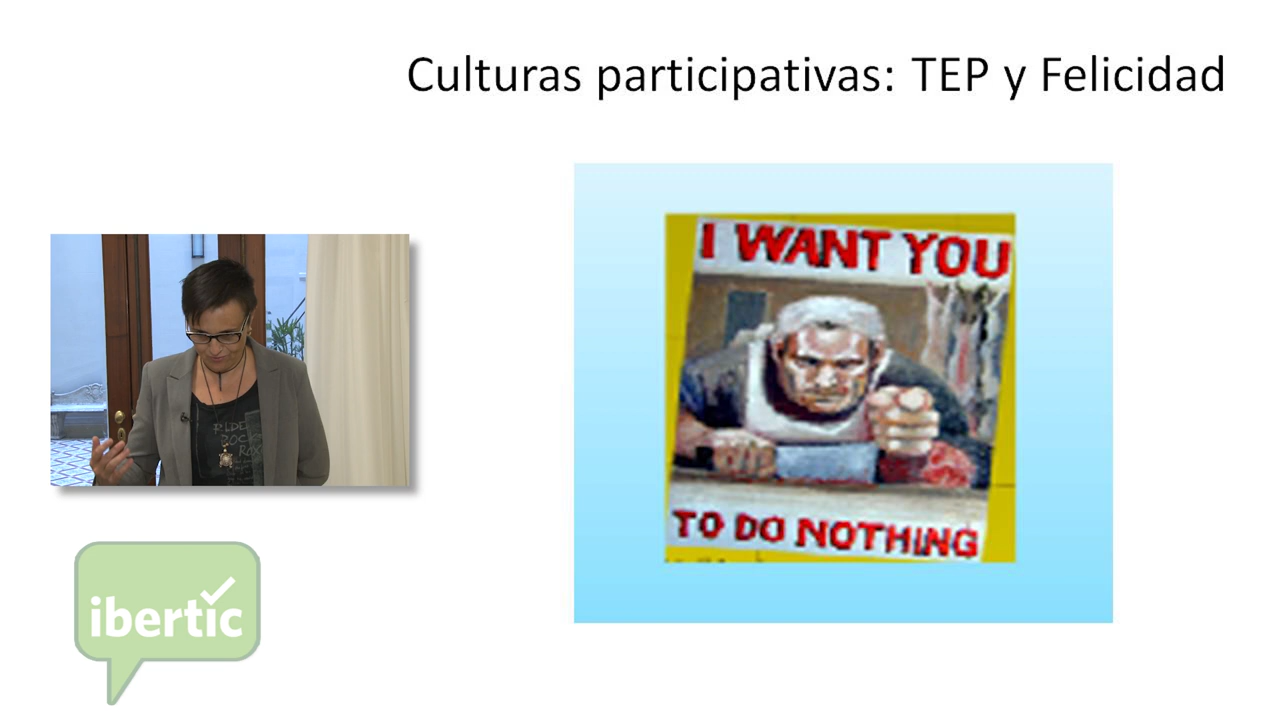 Culturas participativas: TEP y Felicidad
I WANT YOU
TO DO NOTHING
ibertic